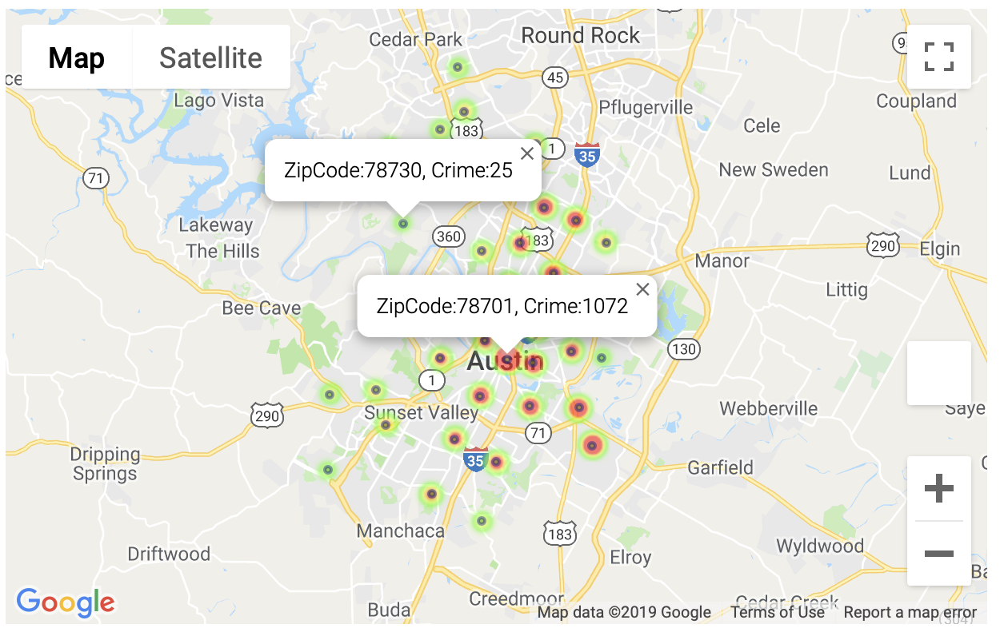 Cedar Park
Round Rock
Map
Satellite
45
Lago Vista
Pflugerville
Coupland
183
Cele
1
35
ZipCode:78730, Crime:25
71
New Sweden
Lund
Lakeway
360
183
290
Elgin
The Hills
Manor
Littig
Bee Cave
ZipCode:78701, Crime:1072
130
Austin
1
290
Sunset Valley
Webberville
71
Dripping
Springs
35
Garfield
Manchaca
183
Driftwood
Elroy
Wyldwood
Google
Buda
Creedmoor
Cedar Creek
Map data ©2019 Google
Terms of Use
Report a map error